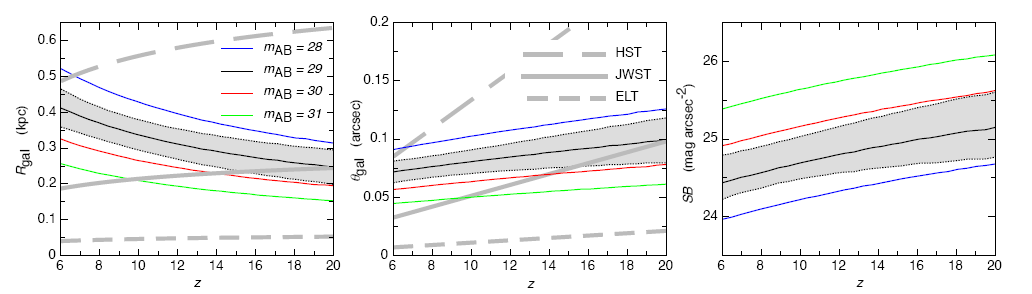 0.6
0.5
0.4
0.3
0.2
0.1
0
R_gal (kpc)
6 8 10 12 14 16 18 20
z
m_AB = 28
m_AB = 29
m_AB = 30
m_AB = 31
0.2
0.15
0.1
0.05
0
θ_gal (arcsec)
6 8 10 12 14 16 18 20
z
HST
JWST
ELT
26
25
24
SB (mag arcsec^-2)
6 8 10 12 14 16 18 20
z